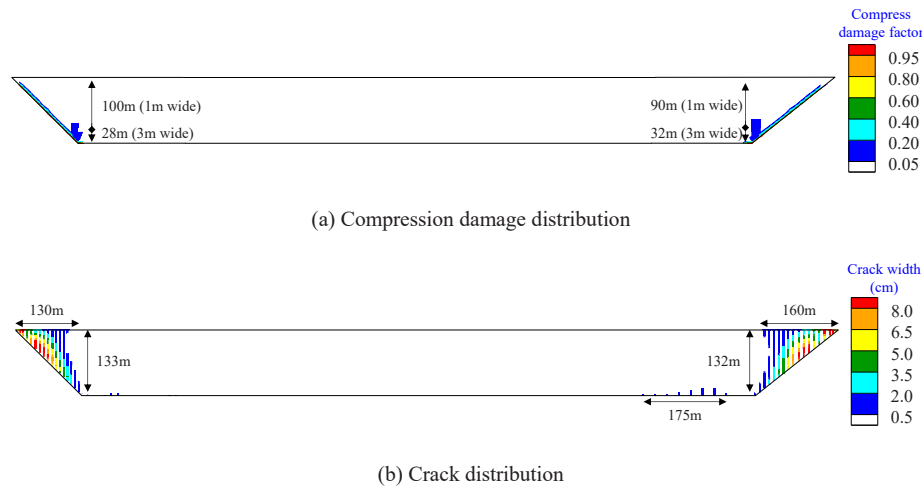 Compress
damage factor
0.95
0.80
0.60
0.40
0.20
0.05
100m (1m wide)
28m (3m wide)
90m (1m wide)
32m (3m wide)
(a) Compression damage distribution
Crack width
(cm)
8.0
6.5
5.0
3.5
2.0
0.5
130m
133m
160m
132m
175m
(b) Crack distribution